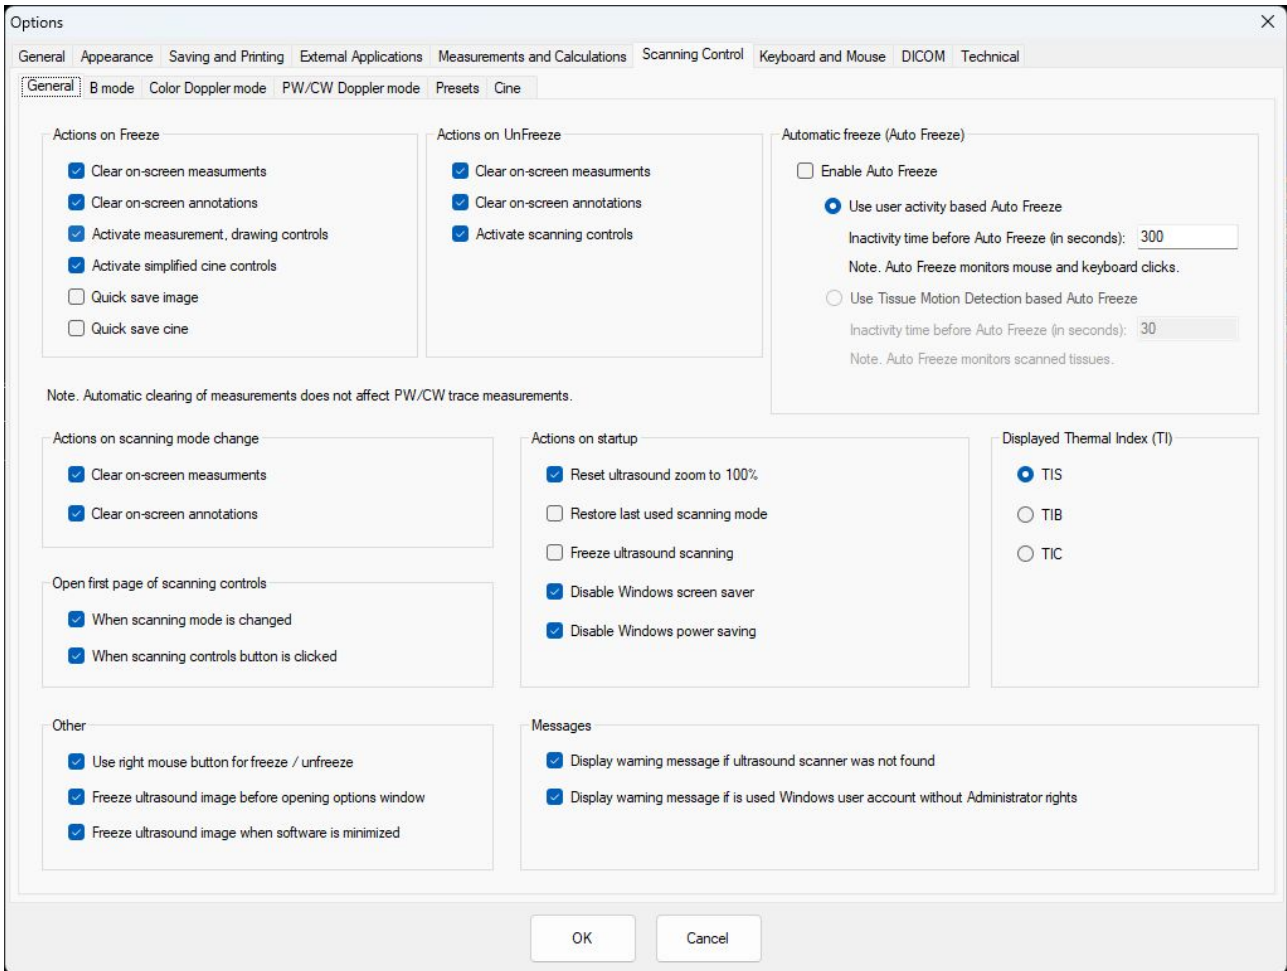 Options
General Appearance Saving and Printing External Applications Measurements and Calculations Scanning Control Keyboard and Mouse DICOM Technical
General B mode Color Doppler mode PW/CW Doppler mode Presets Cine
Actions on Freeze
Clear on-screen measurments
Clear on-screen annotations
Activate measurement, drawing controls
Activate simplified cine controls
Quick save image
Quick save cine
Actions on UnFreeze
Clear on-screen measurments
Clear on-screen annotations
Activate scanning controls
Automatic freeze (Auto Freeze)
Enable Auto Freeze
Use user activity based Auto Freeze
Inactivity time before Auto Freeze (in seconds): 300
Note. Auto Freeze monitors mouse and keyboard clicks.
Use Tissue Motion Detection based Auto Freeze
Inactivity time before Auto Freeze (in seconds): 30
Note. Auto Freeze monitors scanned tissues.
Note. Automatic clearing of measurements does not affect PW/CW trace measurements.
Actions on scanning mode change
Clear on-screen measurments
Clear on-screen annotations
Open first page of scanning controls
When scanning mode is changed
When scanning controls button is clicked
Actions on startup
Reset ultrasound zoom to 100%
Restore last used scanning mode
Freeze ultrasound scanning
Disable Windows screen saver
Disable Windows power saving
Displayed Thermal Index (TI)
TIS
TIB
TIC
Other
Use right mouse button for freeze / unfreeze
Freeze ultrasound image before opening options window
Freeze ultrasound image when software is minimized
Messages
Display warning message if ultrasound scanner was not found
Display warning message if is used Windows user account without Administrator rights
OK Cancel